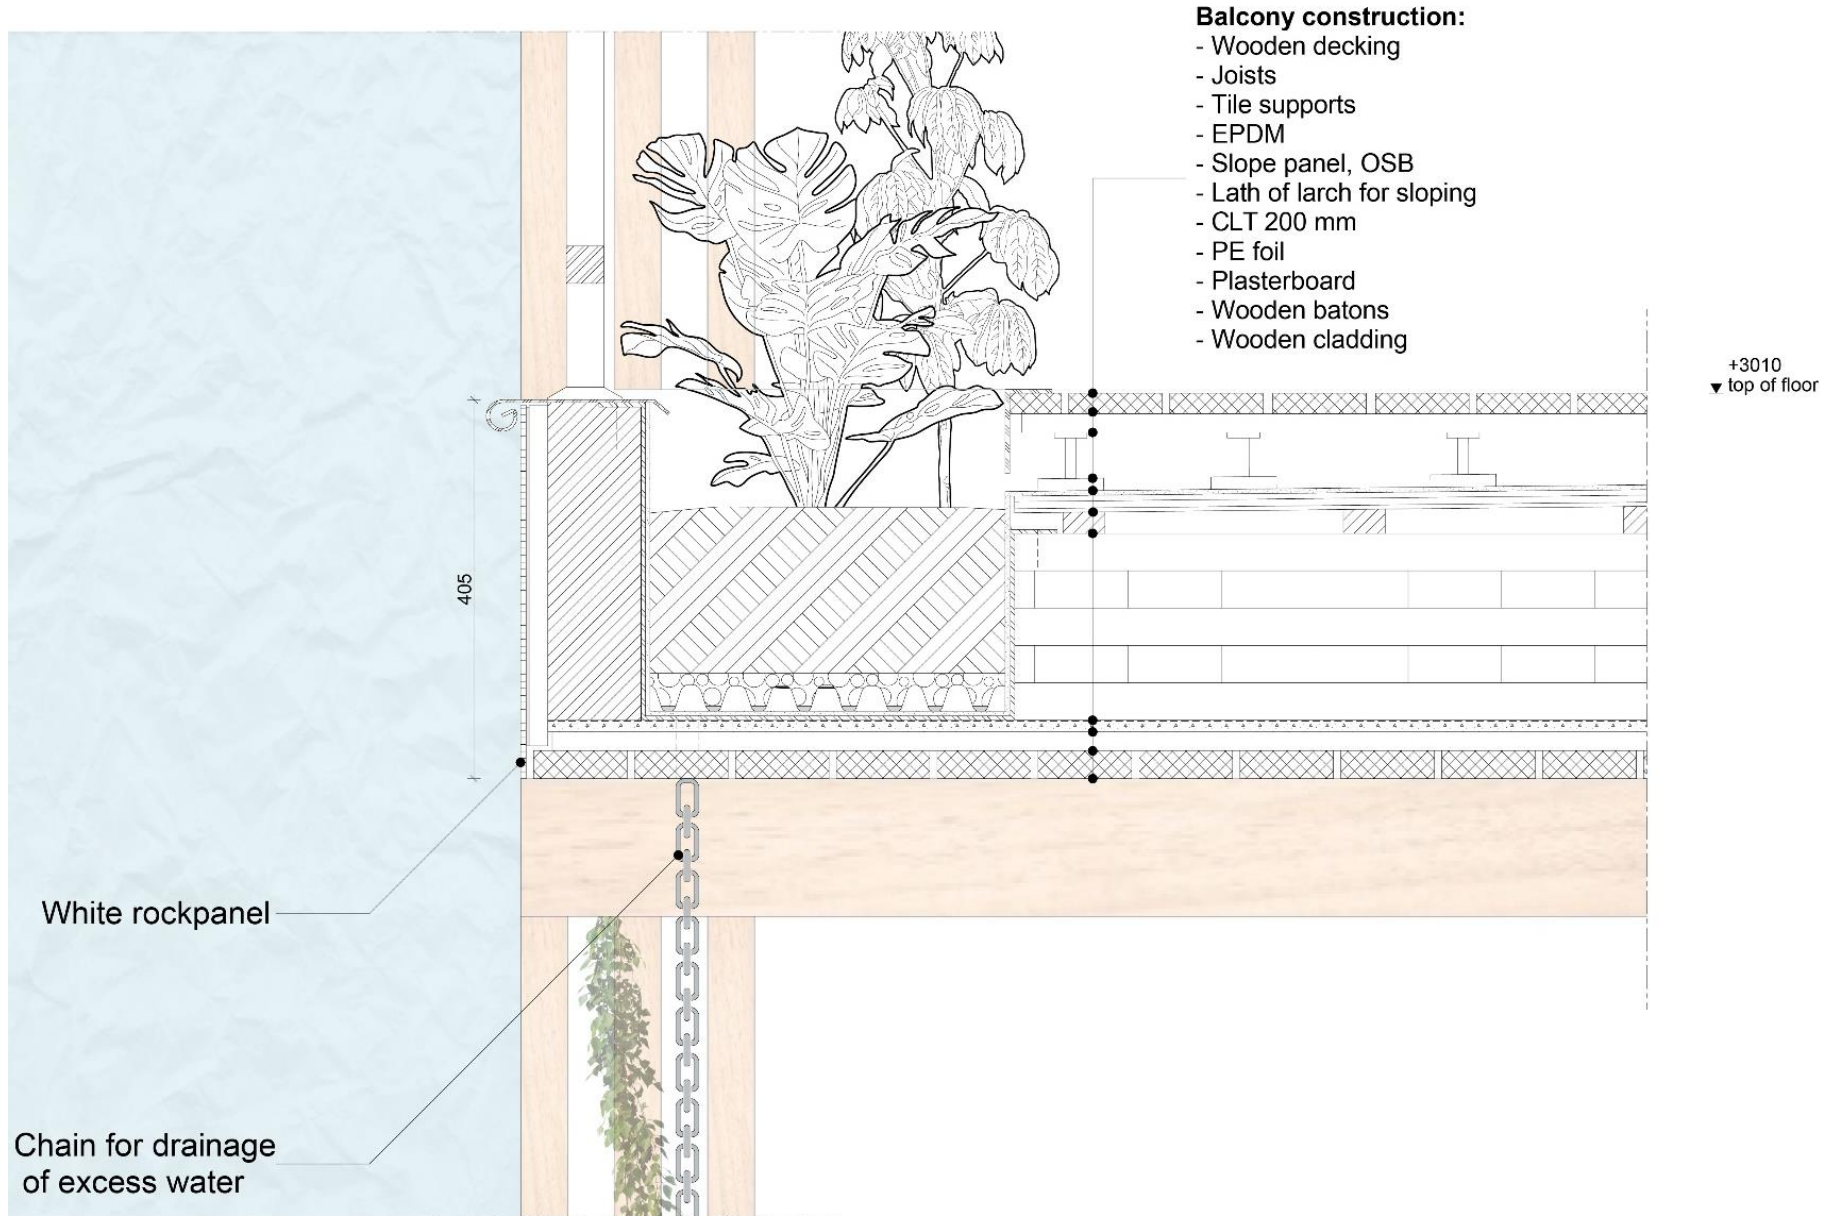 Balcony construction:
- Wooden decking
- Joists
- Tile supports
- EPDM
- Slope panel, OSB
- Lath of larch for sloping
- CLT 200 mm
- PE foil
- Plasterboard
- Wooden batons
- Wooden cladding
+3010
top of floor
405
White rockpanel
Chain for drainage
of excess water